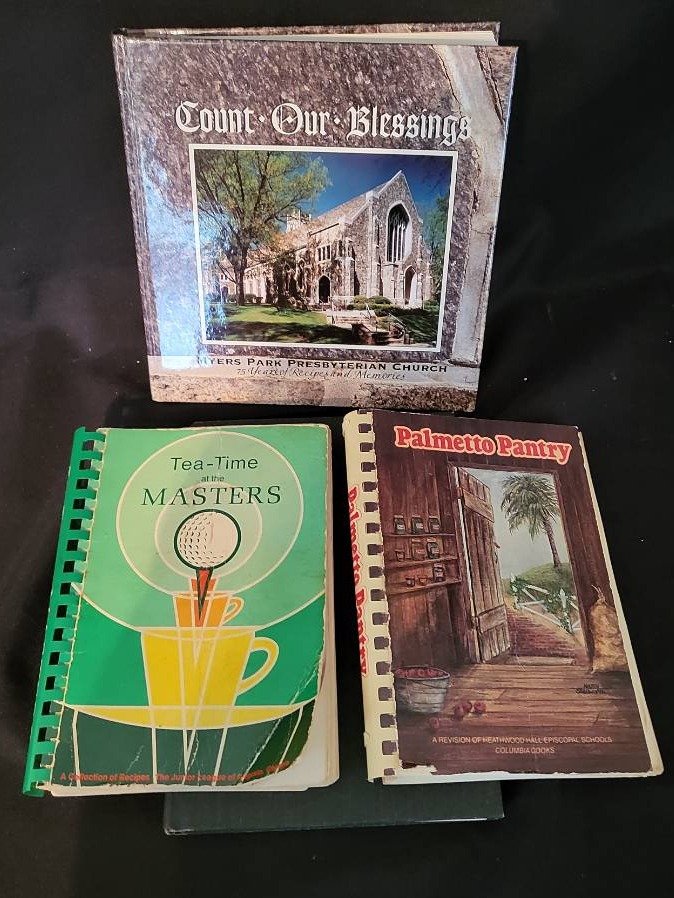 Count · Our · Blessings
MYERS PARK PRESBYTERIAN CHURCH
75 Years of Recipes and Memories
Tea-Time
at the
MASTERS
A Collection of Recipes The Junior League of
Palmetto Pantry
Palmetto Pantry
A REVISION OF HEATHWOOD HALL EPISCOPAL SCHOOLS
COLUMBIA COOKS